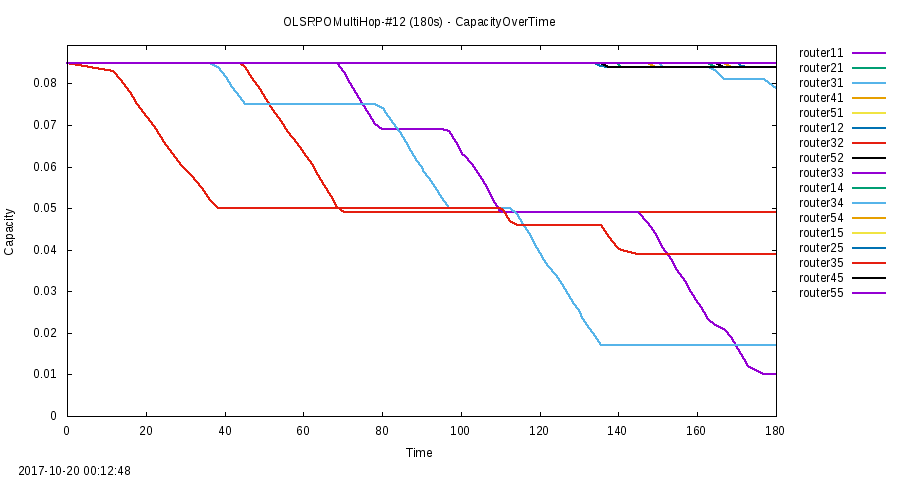 OLSRPOMultiHop-#12 (180s) - CapacityOverTime
0.08
0.07
0.06
0.05
0.04
0.03
0.02
0.01
0
Capacity
0 20 40 60 80 100 120 140 160 180
Time
router11
router21
router31
router41
router51
router12
router32
router52
router33
router14
router34
router54
router15
router25
router35
router45
router55
2017-10-20 00:12:48